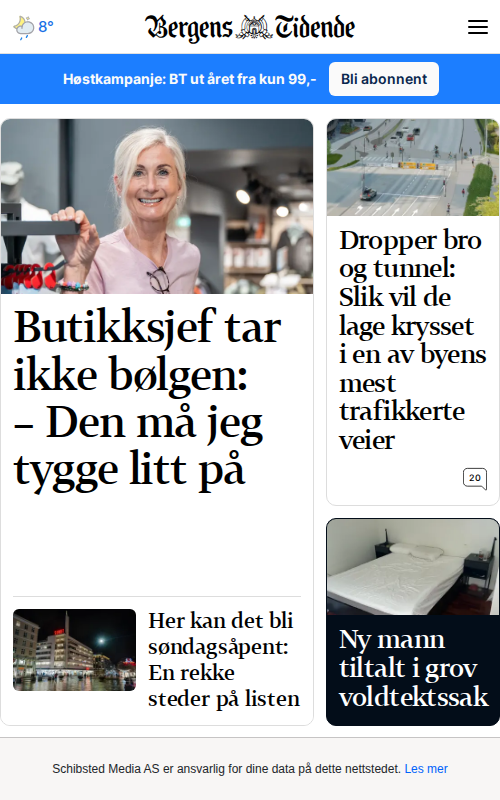 8°
Bergens Tidende
Høstkampanje: BT ut året fra kun 99,-
Bli abonnent
Butikksjef tar
ikke bølgen:
– Den må jeg
tygge litt på
Her kan det bli
søndagsåpent:
En rekke
steder på listen
Dropper bro
og tunnel:
Slik vil de
lage krysset
i en av byens
mest
trafikkerte
veier
20
Ny mann
tiltalt i grov
voldtektssak
Schibsted Media AS er ansvarlig for dine data på dette nettstedet. Les mer